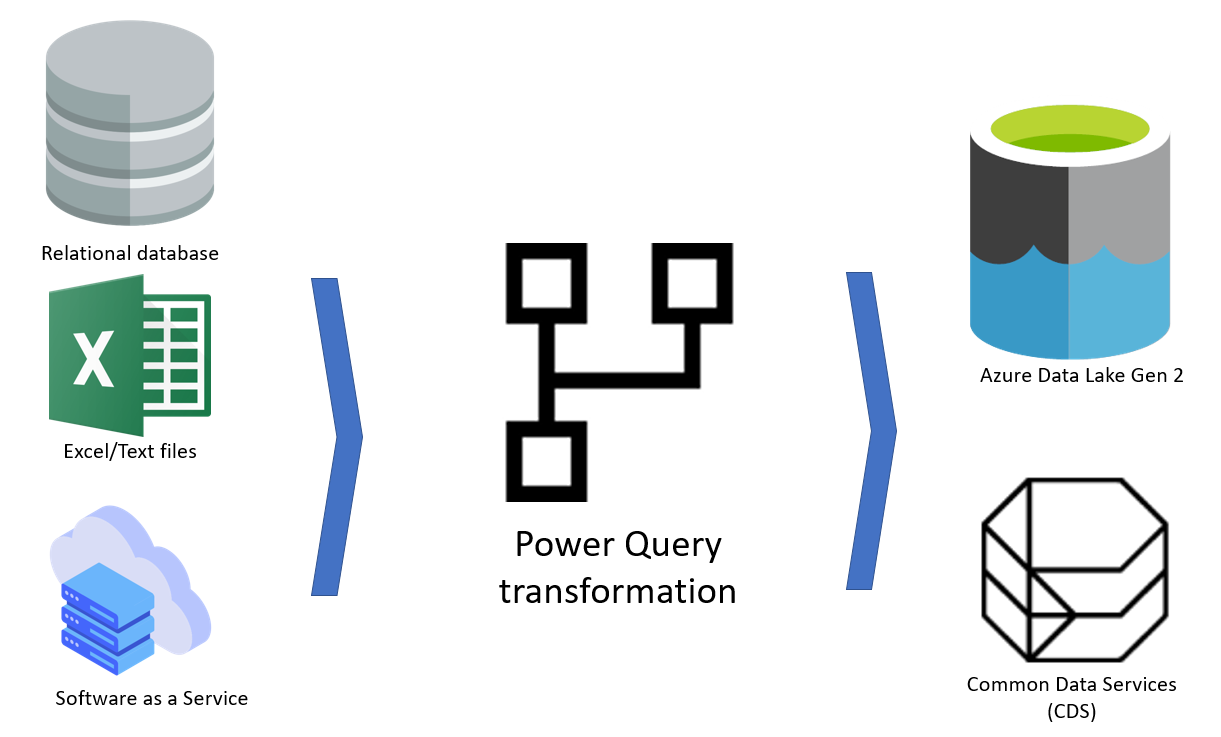 Relational database
Excel/Text files
Software as a Service
Power Query
transformation
Azure Data Lake Gen 2
Common Data Services
(CDS)